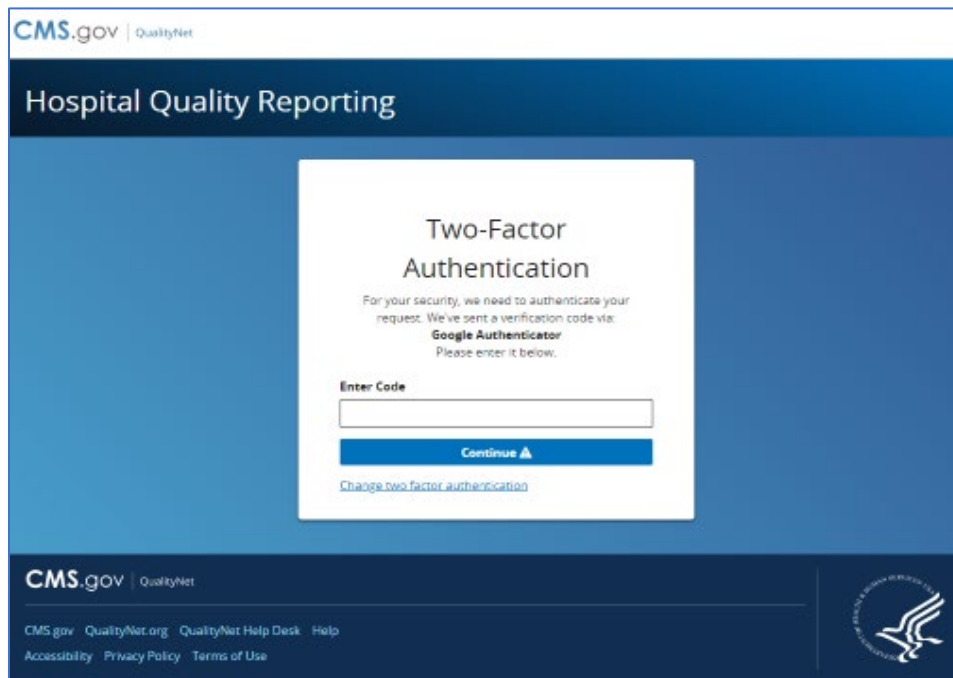 CMS.gov | QualityNet
Hospital Quality Reporting
Two-Factor
Authentication
For your security, we need to authenticate your
request. We've sent a verification code via:
Google Authenticator
Please enter it below.
Enter Code
Continue
Change two factor authentication
CMS.gov | QualityNet
CMS.gov QualityNet.org QualityNet Help Desk Help
Accessibility Privacy Policy Terms of Use